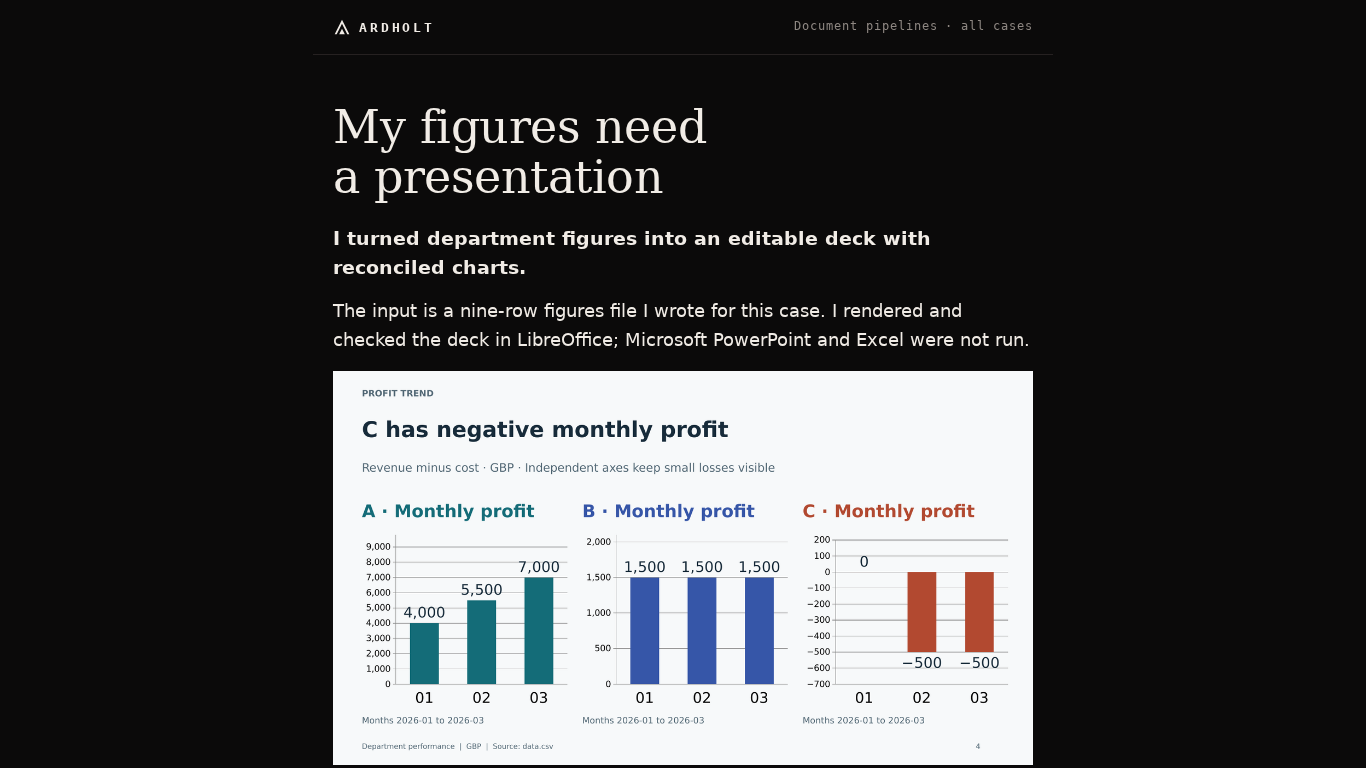 ARDHOLT
Document pipelines · all cases
My figures need
a presentation
I turned department figures into an editable deck with
reconciled charts.
The input is a nine-row figures file I wrote for this case. I rendered and
checked the deck in LibreOffice; Microsoft PowerPoint and Excel were not run.
PROFIT TREND
C has negative monthly profit
Revenue minus cost · GBP · Independent axes keep small losses visible
A · Monthly profit
9,000
8,000
7,000
6,000
5,000
4,000
3,000
2,000
1,000
0
4,000
5,500
7,000
01 02 03
Months 2026-01 to 2026-03
B · Monthly profit
2,000
1,500
1,000
500
0
1,500 1,500 1,500
01 02 03
Months 2026-01 to 2026-03
C · Monthly profit
200
100
0
−100
−200
−300
−400
−500
−600
−700
0
−500 −500
01 02 03
Months 2026-01 to 2026-03
Department performance | GBP | Source: data.csv
4